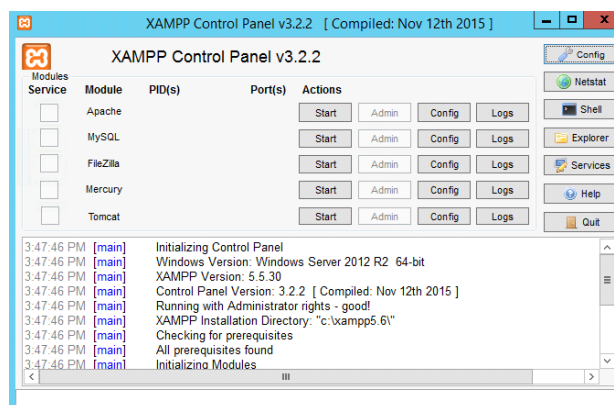 XAMPP Control Panel v3.2.2 [ Compiled: Nov 12th 2015 ]
XAMPP Control Panel v3.2.2
Config
Modules
Service Module PID(s) Port(s) Actions
Netstat
Apache Start Admin Config Logs
Shell
MySQL Start Admin Config Logs
Explorer
FileZilla Start Admin Config Logs
Services
Mercury Start Admin Config Logs
Help
Tomcat Start Admin Config Logs
Quit
3:47:46 PM [main] Initializing Control Panel
3:47:46 PM [main] Windows Version: Windows Server 2012 R2 64-bit
3:47:46 PM [main] XAMPP Version: 5.5.30
3:47:46 PM [main] Control Panel Version: 3.2.2 [ Compiled: Nov 12th 2015 ]
3:47:46 PM [main] Running with Administrator rights - good!
3:47:46 PM [main] XAMPP Installation Directory: "c:\xampp5.6\"
3:47:46 PM [main] Checking for prerequisites
3:47:46 PM [main] All prerequisites found
3:47:46 PM [main] Initializing Modules